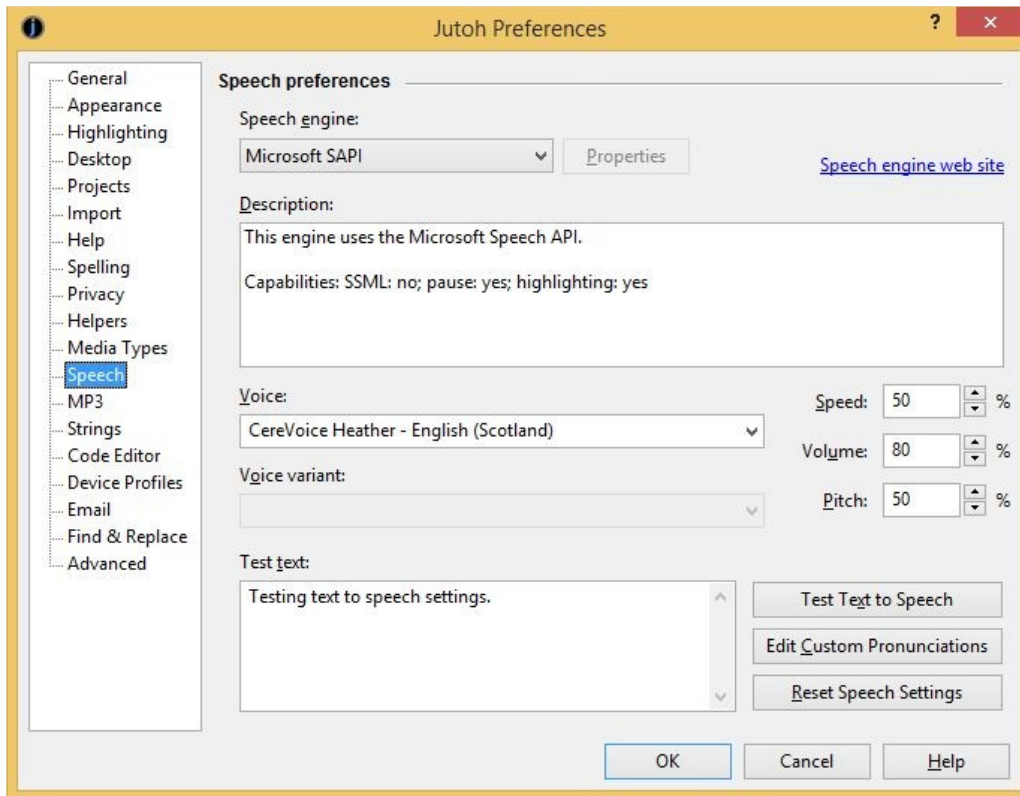 Jutoh Preferences
?
General
Appearance
Highlighting
Desktop
Projects
Import
Help
Spelling
Privacy
Helpers
Media Types
Speech
MP3
Strings
Code Editor
Device Profiles
Email
Find & Replace
Advanced
Speech preferences
Speech engine:
Microsoft SAPI
Properties
Speech engine web site
Description:
This engine uses the Microsoft Speech API.
Capabilities: SSML: no; pause: yes; highlighting: yes
Voice:
CereVoice Heather - English (Scotland)
Voice variant:
Speed: 50 %
Volume: 80 %
Pitch: 50 %
Test text:
Testing text to speech settings.
Test Text to Speech
Edit Custom Pronunciations
Reset Speech Settings
OK
Cancel
Help